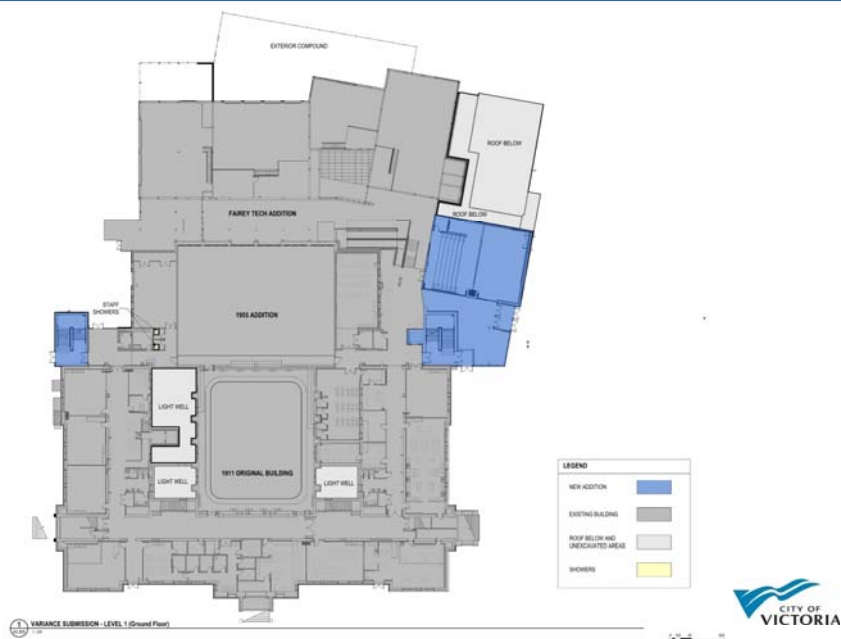 EXTERIOR COMPOUND
ROOF BELOW
ROOF BELOW
FAIREY TECH ADDITION
STAFF
SHOWERS
1955 ADDITION
LIGHT WELL
1911 ORIGINAL BUILDING
LIGHT WELL
LIGHT WELL
LEGEND
NEW ADDITION
EXISTING BUILDING
ROOF BELOW AND
UNEXCAVATED AREAS
SHOWERS
1
VARIANCE SUBMISSION - LEVEL 1 (Ground Floor)
CITY OF
VICTORIA